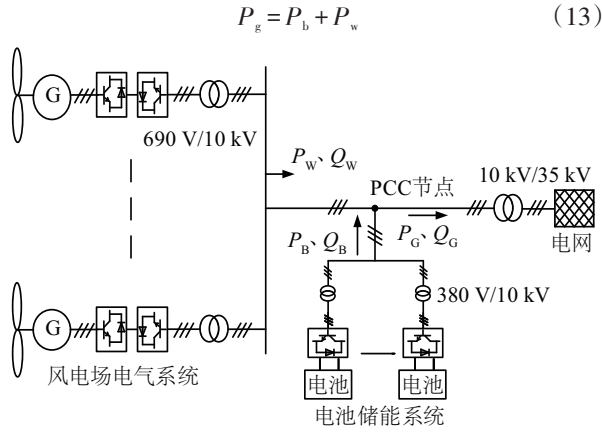 P_g = P_b + P_w (13)
G
690 V/10 kV
P_W、Q_W
PCC节点
10 kV/35 kV
P_B、Q_B
P_G、Q_G
电网
380 V/10 kV
G
风电场电气系统
电池 电池
电池储能系统